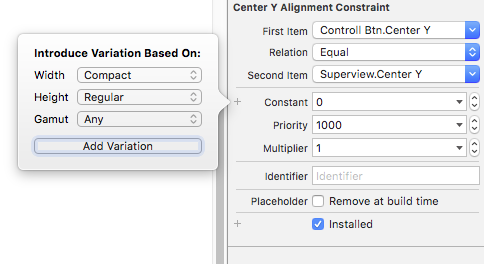 Center Y Alignment Constraint
First Item Controll Btn.Center Y
Relation Equal
Second Item Superview.Center Y
Introduce Variation Based On:
Width Compact
Height Regular
Gamut Any
Add Variation
+ Constant 0
Priority 1000
Multiplier 1
Identifier Identifier
Placeholder Remove at build time
+ Installed